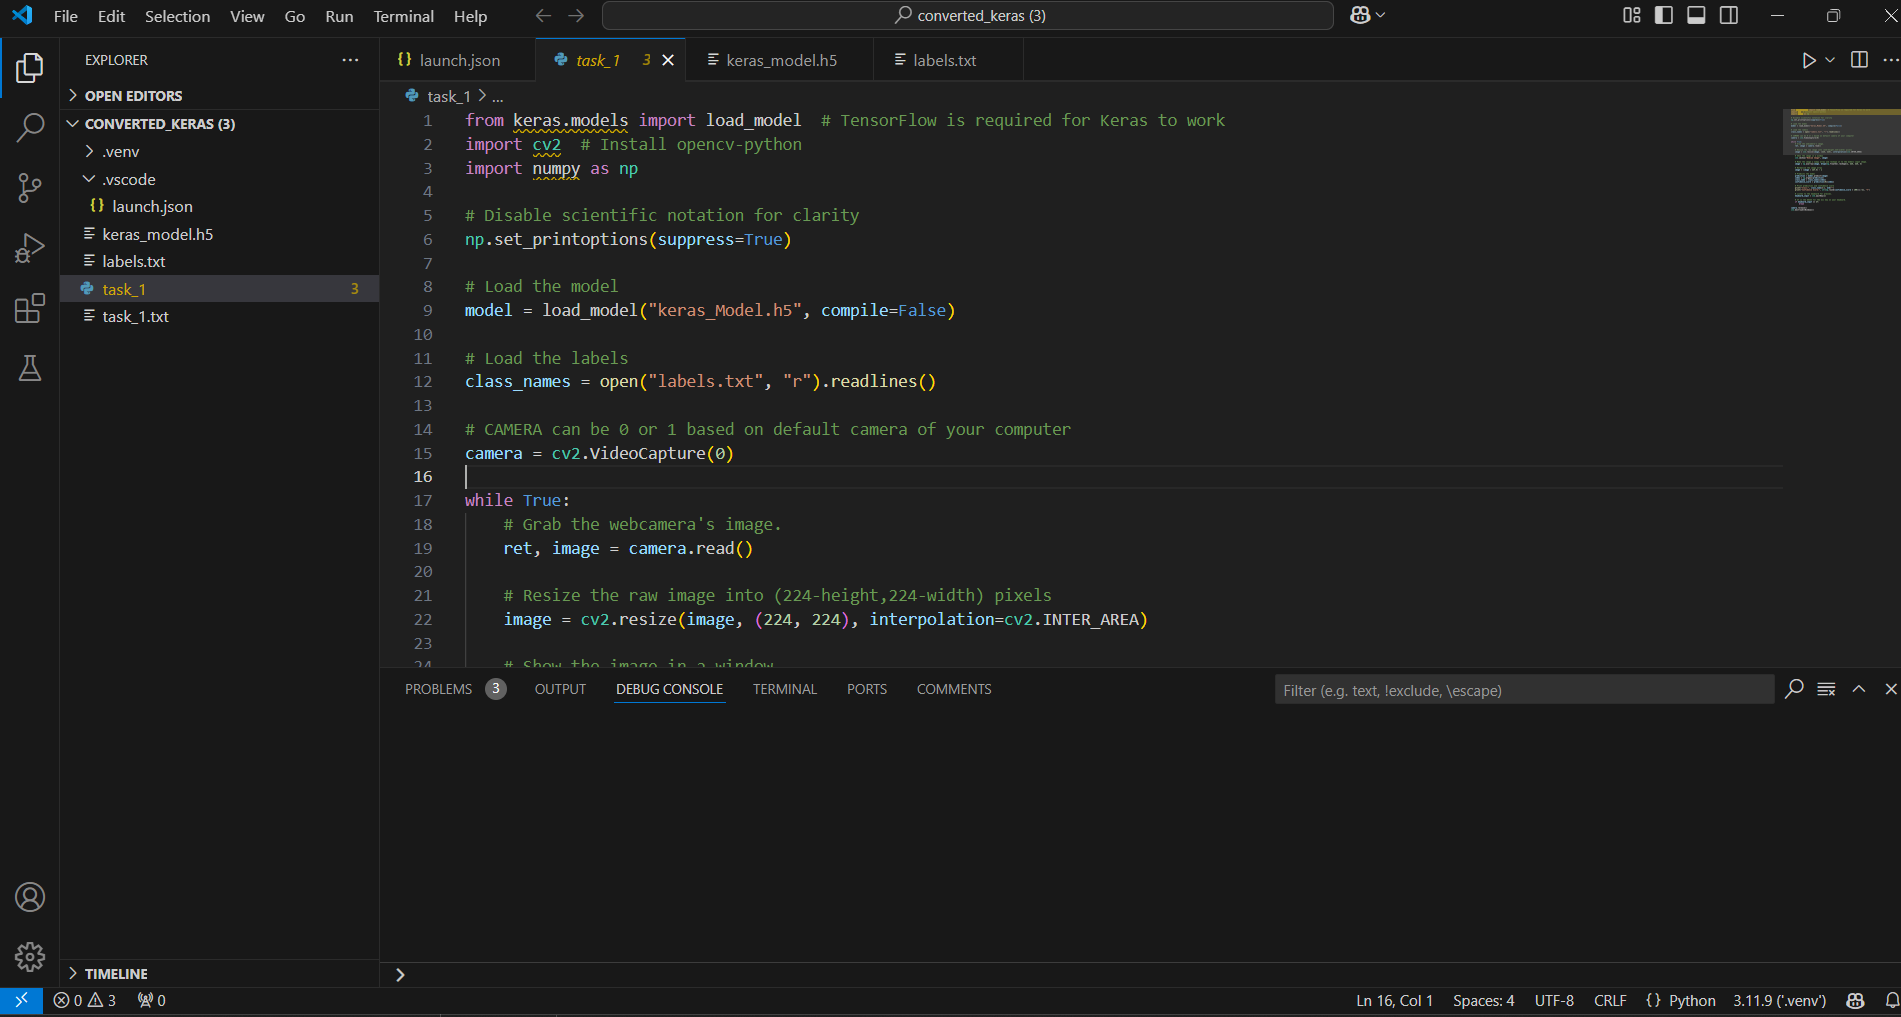 File Edit Selection View Go Run Terminal Help
converted_keras (3)
EXPLORER
OPEN EDITORS
CONVERTED_KERAS (3)
.venv
.vscode
{} launch.json
keras_model.h5
labels.txt
task_1 3
task_1.txt
TIMELINE
{} launch.json
task_1 3
keras_model.h5
labels.txt
task_1 > ...
1 from keras.models import load_model  # TensorFlow is required for Keras to work
2 import cv2  # Install opencv-python
3 import numpy as np
4
5 # Disable scientific notation for clarity
6 np.set_printoptions(suppress=True)
7
8 # Load the model
9 model = load_model("keras_Model.h5", compile=False)
10
11 # Load the labels
12 class_names = open("labels.txt", "r").readlines()
13
14 # CAMERA can be 0 or 1 based on default camera of your computer
15 camera = cv2.VideoCapture(0)
16
17 while True:
18     # Grab the webcamera's image.
19     ret, image = camera.read()
20
21     # Resize the raw image into (224-height,224-width) pixels
22     image = cv2.resize(image, (224, 224), interpolation=cv2.INTER_AREA)
23
24     # Show the image in a window
PROBLEMS 3 OUTPUT DEBUG CONSOLE TERMINAL PORTS COMMENTS
Filter (e.g. text, !exclude, \escape)
0 3 0
Ln 16, Col 1 Spaces: 4 UTF-8 CRLF {} Python 3.11.9 ('.venv')